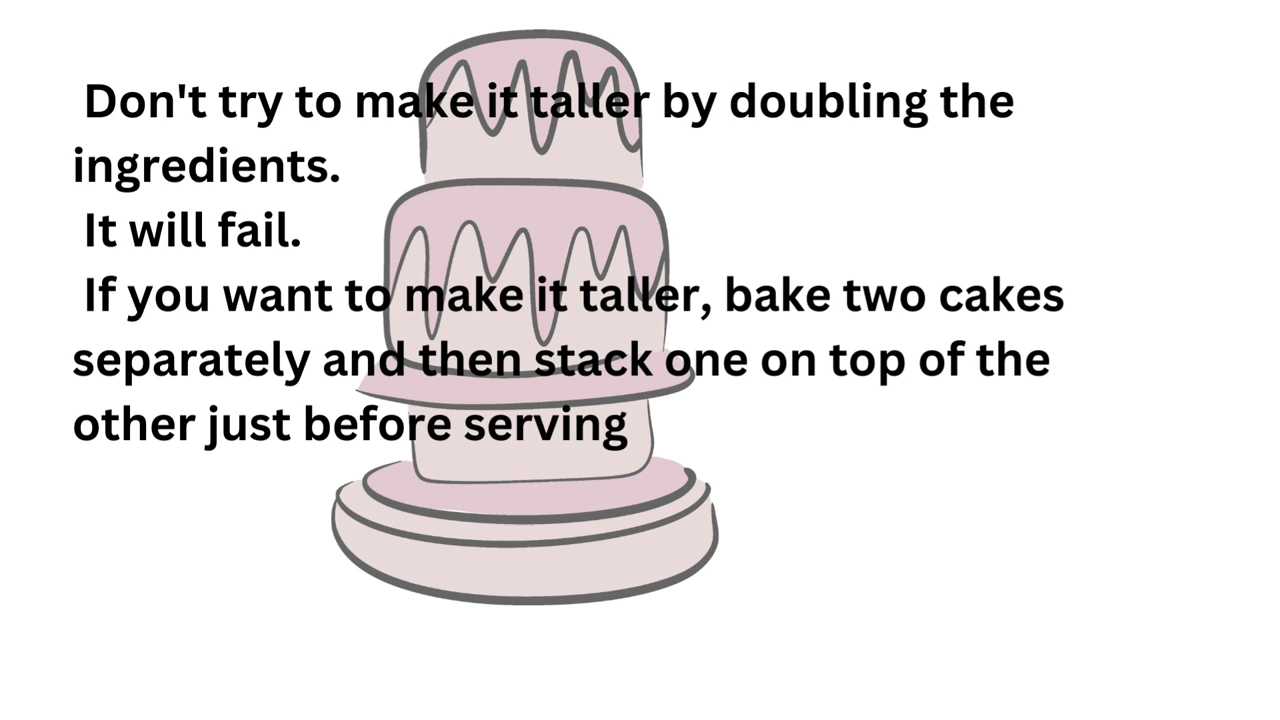 Don't try to make it taller by doubling the
ingredients.
It will fail.
If you want to make it taller, bake two cakes
separately and then stack one on top of the
other just before serving